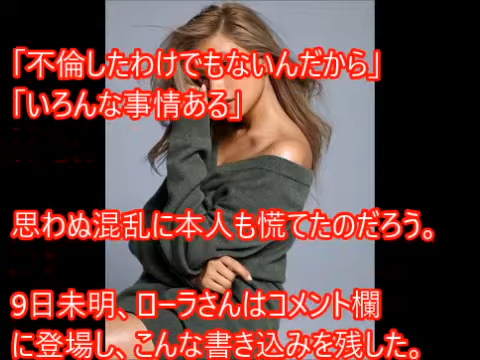 「不倫したわけでもないんだから」
「いろんな事情ある」
思わぬ混乱に本人も慌てたのだろう。
9日未明、ローラさんはコメント欄
に登場し、こんな書き込みを残した。